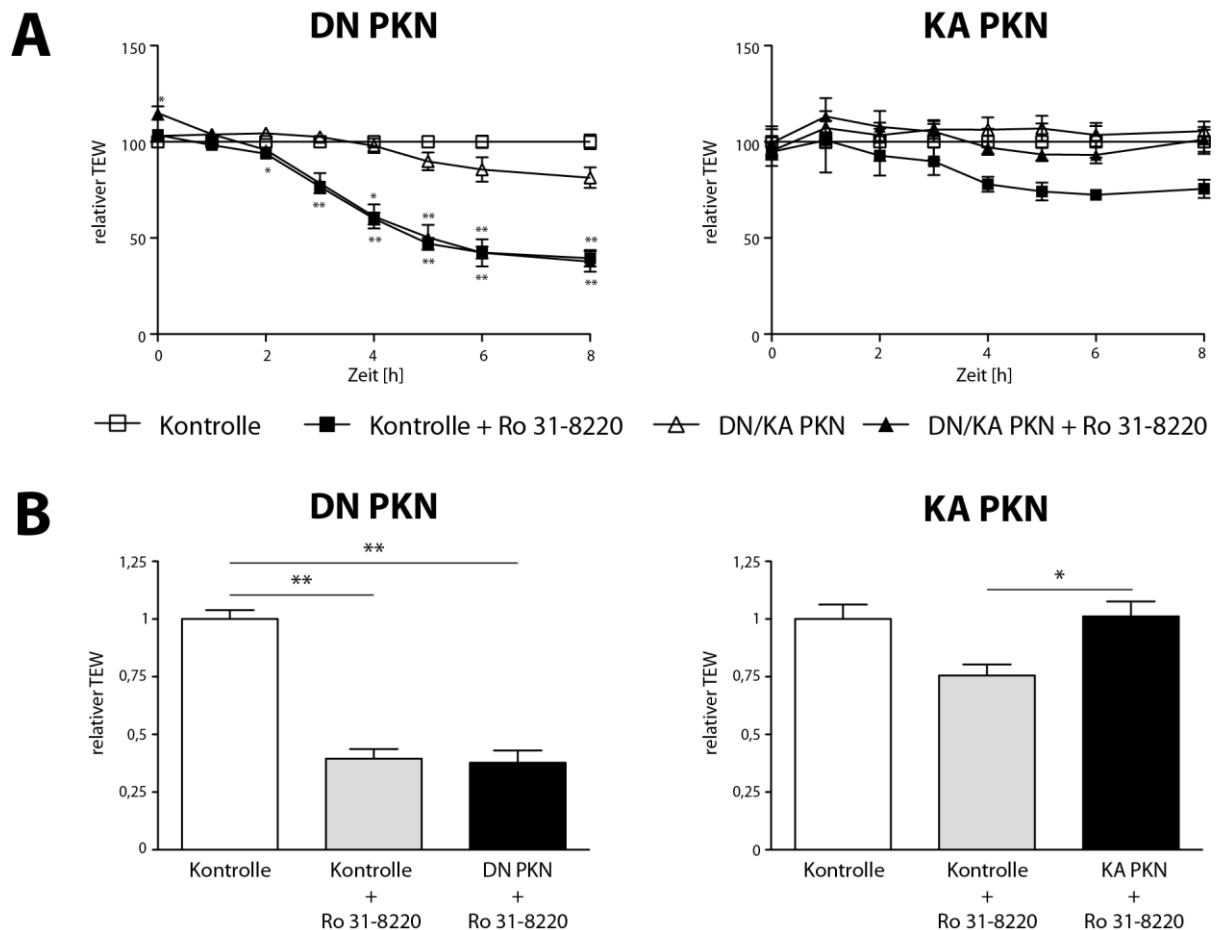 A
DN PKN
KA PKN
relativer TEW
150
100
50
0
*
*
**
*
**
**
**
**
**
**
**
0
2
4
6
8
Zeit [h]
relativer TEW
150
100
50
0
0
2
4
6
8
Zeit [h]
Kontrolle
Kontrolle + Ro 31-8220
DN/KA PKN
DN/KA PKN + Ro 31-8220
B
DN PKN
KA PKN
relativer TEW
1,25
1
0,75
0,5
0,25
0
**
**
Kontrolle
Kontrolle
+
Ro 31-8220
DN PKN
+
Ro 31-8220
relativer TEW
1,25
1
0,75
0,5
0,25
0
*
Kontrolle
Kontrolle
+
Ro 31-8220
KA PKN
+
Ro 31-8220